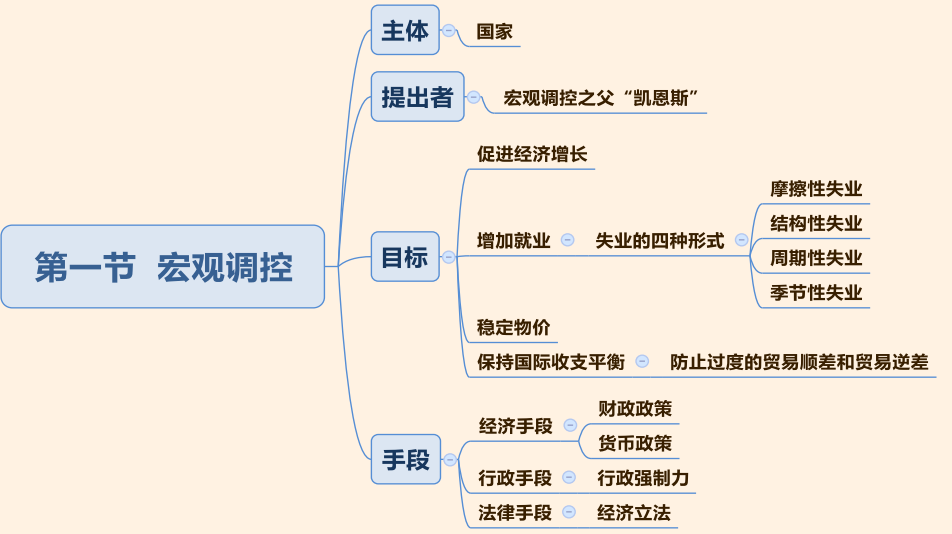 第一节 宏观调控
主体
国家
提出者
宏观调控之父“凯恩斯”
目标
促进经济增长
增加就业
失业的四种形式
摩擦性失业
结构性失业
周期性失业
季节性失业
稳定物价
保持国际收支平衡
防止过度的贸易顺差和贸易逆差
手段
经济手段
财政政策
货币政策
行政手段
行政强制力
法律手段
经济立法